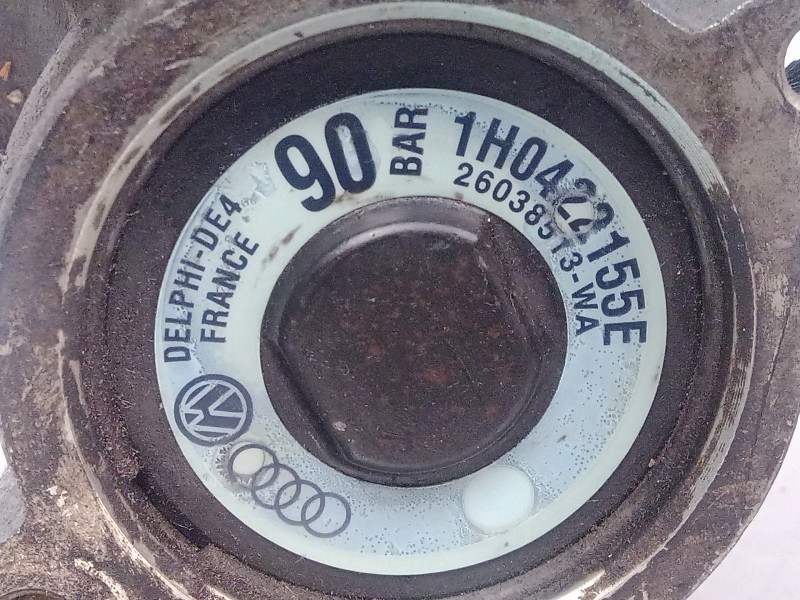 DELPHI-DE4
FRANCE
90
BAR
1H0422155E
26038513-WA